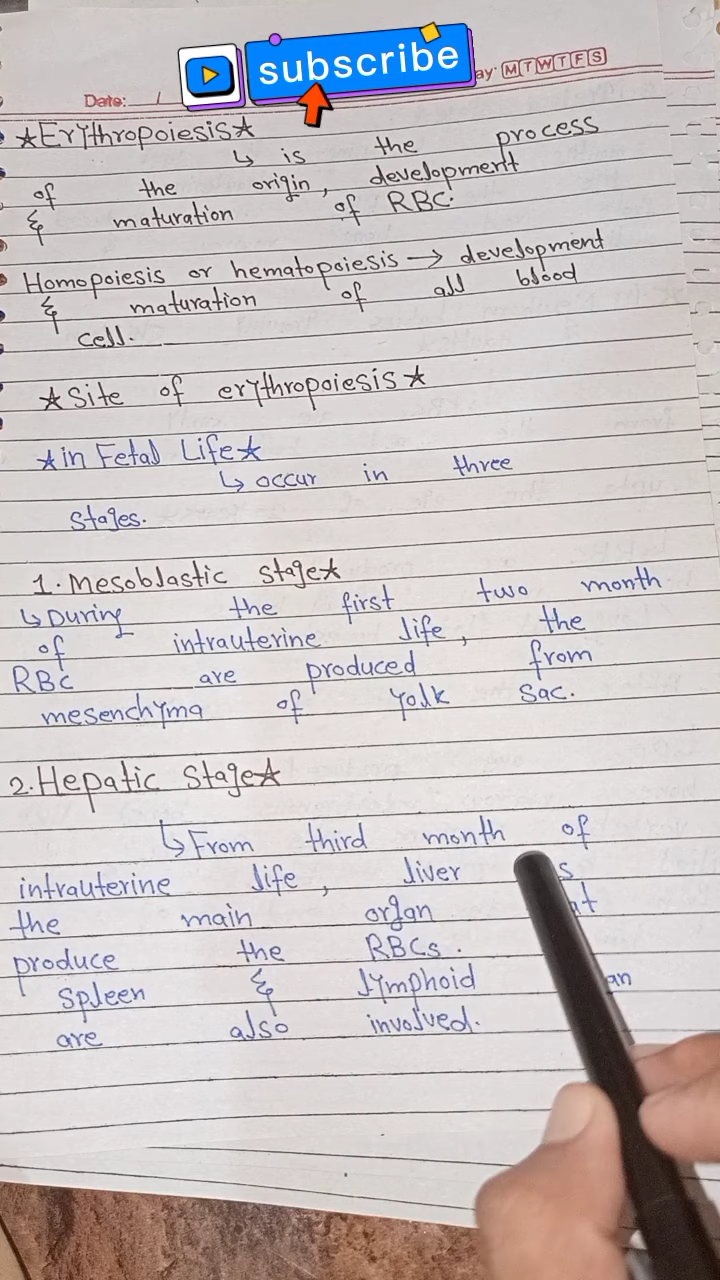 subscribe
ay: M T W T F S
Date: /
★Erythropoiesis★
↳ is the process
of the origin, development
& maturation of RBC.
Homopoiesis or hematopoiesis → development
& maturation of all blood
cell.
★Site of erythropoiesis★
★in Fetal Life★
↳ occur in three
stages.
1. Mesoblastic stage★
↳ During the first two month
of intrauterine life, the
RBC are produced from
mesenchyma of yolk sac.
2. Hepatic stage★
↳ From third month of
intrauterine life, liver s
the main organ at
produce the RBCs.
spleen & lymphoid an
are also involved.